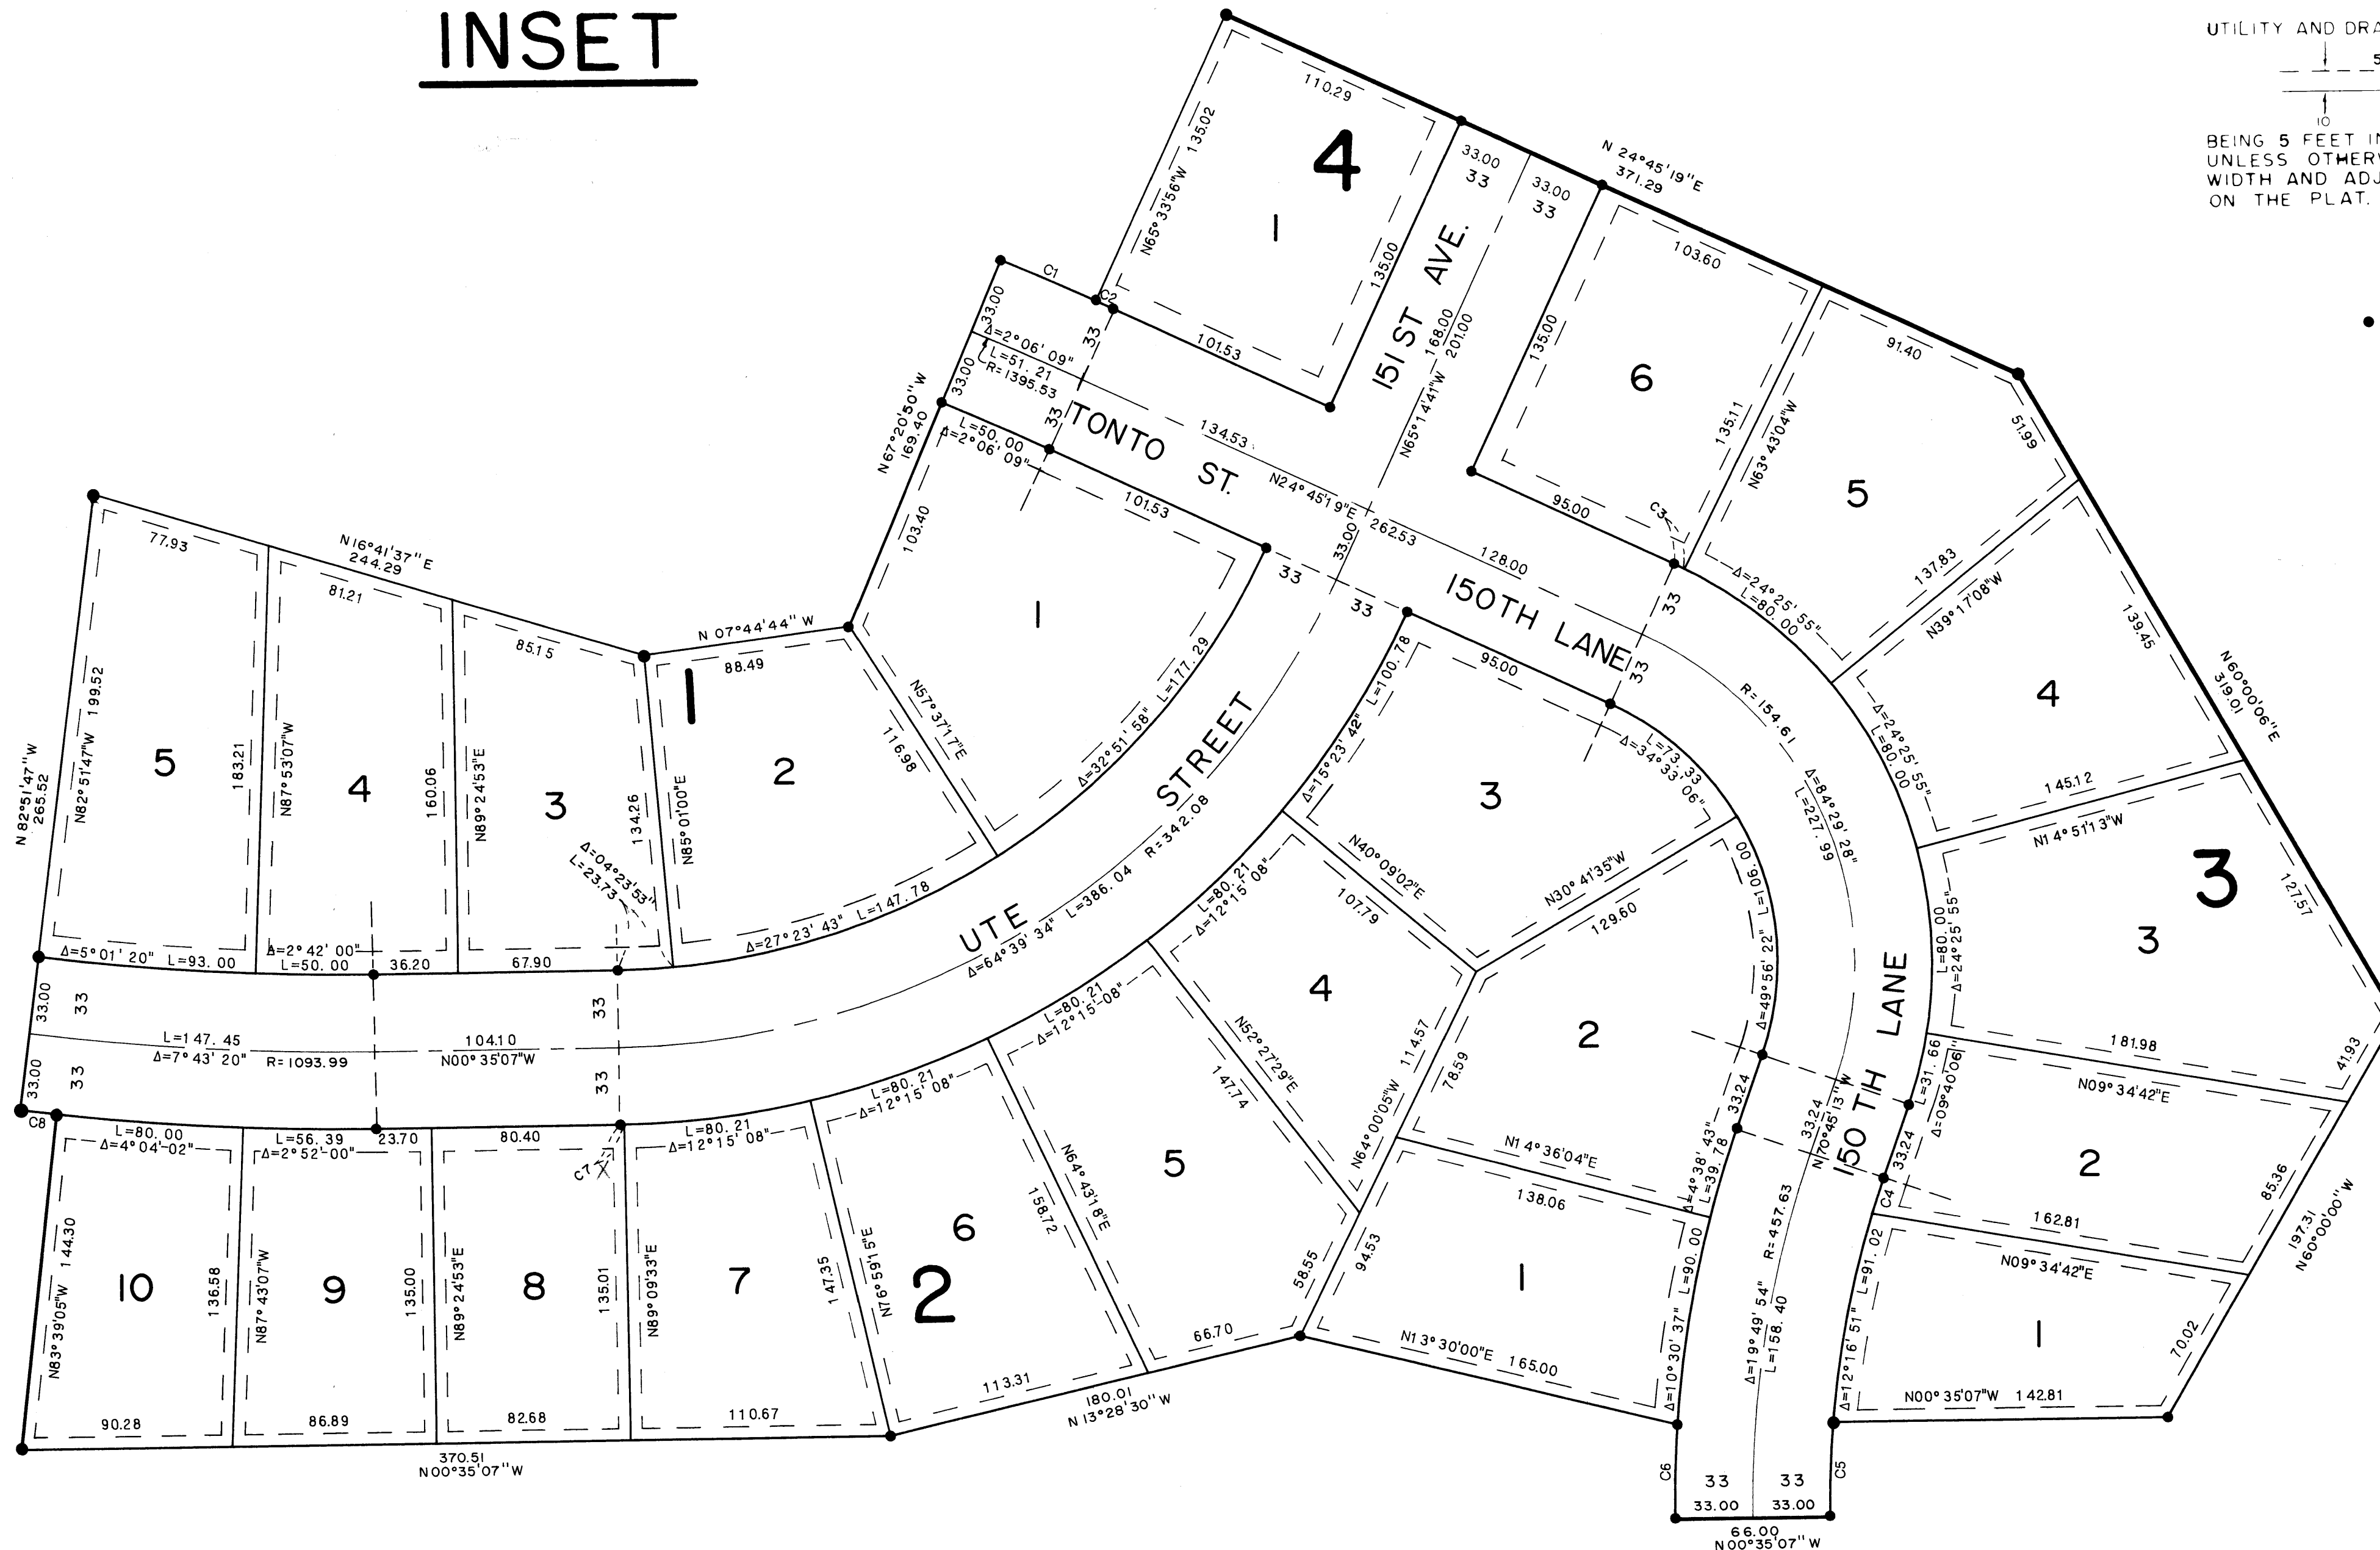 INSET
UTILITY AND DRA
5
10
BEING 5 FEET IN
UNLESS OTHERW
WIDTH AND ADJ
ON THE PLAT.
110.29
N65°33'56"W 135.02
4
1
135.00
33.00
33
33.00
33
N 24°45'19"E
371.29
151 ST AVE.
168.00
201.00
N65°14'41"W
103.60
135.00
6
135.11
N63°43'04"W
95.00
C3
91.40
5
51.99
137.83
N39°17'08"W
Δ=24°25'55"
L=80.00
C1
C2
33.00
33.00
33
33
Δ=2°06'09"
L=51.21
R=1395.53
101.53
TONTO ST.
134.53
N24°45'19"E
262.53
128.00
N67°20'50"W
169.40
L=50.00
Δ=2°06'09"
101.53
103.40
1
N57°37'17"E
116.98
Δ=32°51'58" L=177.29
33.00
33
33
150TH LANE
33
33
R=154.61
Δ=84°29'28"
L=227.99
4
139.45
Δ=24°25'55"
L=80.00
145.12
N14°51'13"W
N60°00'06"E
319.01
3
127.57
3
L=80.00
Δ=24°25'55"
181.98
41.93
N09°34'42"E
77.93
N16°41'37"E
244.29
81.21
85.15
N 07°44'44" W
88.49
1
N 82°51'47"W
265.52
N82°51'47"W 199.52
5
183.21
N87°53'07"W
4
160.06
N89°24'53"E
3
134.26
N85°01'00"E
2
Δ=04°23'53"
L=23.73
Δ=27°23'43" L=147.78
Δ=5°01'20" L=93.00
Δ=2°42'00"
L=50.00
36.20
67.90
33.00
33
33.00
33
33
33
L=147.45
Δ=7°43'20" R=1093.99
104.10
N00°35'07"W
UTE STREET
Δ=64°39'34" L=386.04 R=342.08
Δ=15°23'42" L=100.78
95.00
3
L=73.33
Δ=34°33'06"
N40°09'02"E
107.79
N30°41'35"W
129.60
L=80.21
Δ=12°15'08"
4
114.57
N64°00'05"W
78.59
2
Δ=49°56'22" L=106.00
33.24
N14°36'04"E
138.06
Δ=4°38'43"
L=39.78
L=80.21
Δ=12°15'08"
N52°27'29"E
147.74
5
58.55
94.53
L=80.21
Δ=12°15'08"
N64°43'18"E
158.72
6
66.70
113.31
180.01
N 13°28'30" W
2
C8
L=80.00
Δ=4°04'02"
L=56.39
Δ=2°52'00"
23.70
80.40
C7
L=80.21
Δ=12°15'08"
N83°39'05"W 144.30
10
136.58
N87°43'07"W
9
135.00
N89°24'53"E
8
135.01
N89°09'33"E
7
147.35
N76°59'15"E
90.28
86.89
82.68
110.67
370.51
N00°35'07"W
1
N13°30'00"E 165.00
Δ=10°30'37" L=90.00
150 TH LANE
33.24
N70°45'13"W
33.24
L=31.66
Δ=09°40'06"
C4
2
162.81
N09°34'42"E
85.36
197.31
N60°00'00"W
Δ=19°49'54" R=457.63
L=158.40
Δ=12°16'51" L=91.02
1
70.02
N00°35'07"W 142.81
C6
C5
33
33
33.00
33.00
66.00
N00°35'07"W